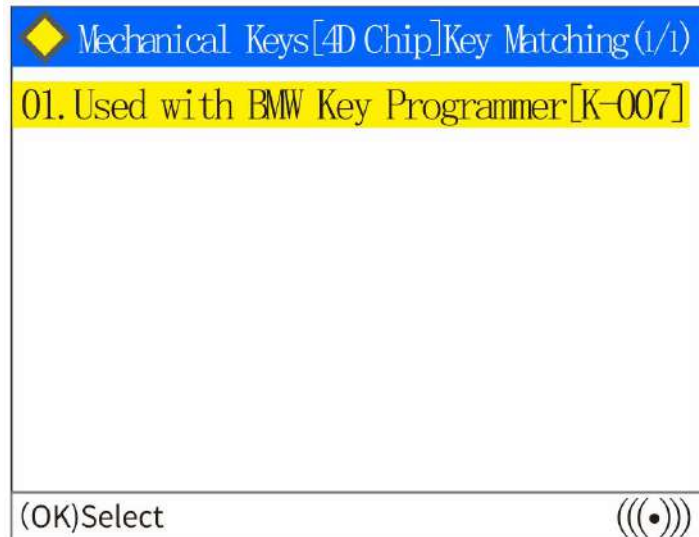 Mechanical Keys[4D Chip]Key Matching(1/1)
01.Used with BMW Key Programmer[K-007]
(OK)Select